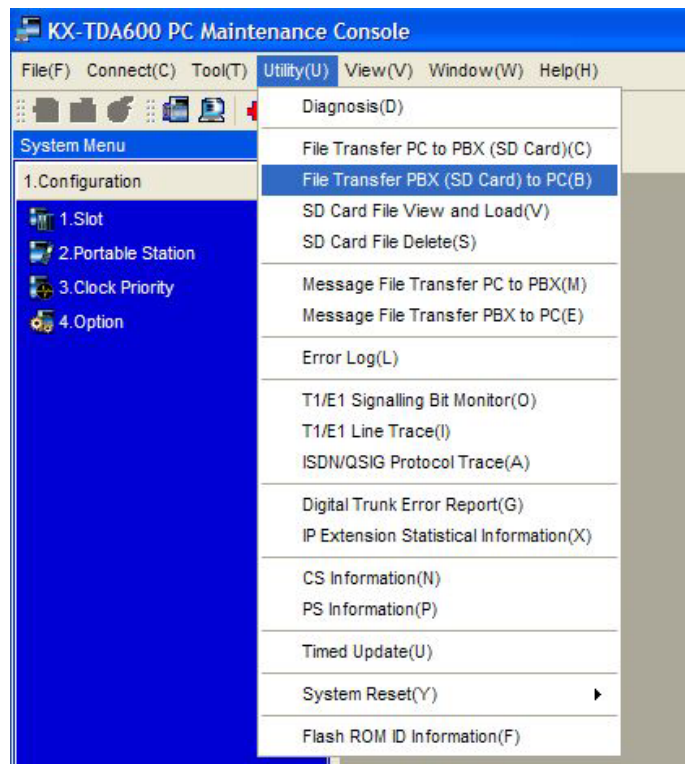 KX-TDA600 PC Maintenance Console
File(F) Connect(C) Tool(T) Utility(U) View(V) Window(W) Help(H)
System Menu
1.Configuration
1.Slot
2.Portable Station
3.Clock Priority
4.Option
Diagnosis(D)
File Transfer PC to PBX (SD Card)(C)
File Transfer PBX (SD Card) to PC(B)
SD Card File View and Load(V)
SD Card File Delete(S)
Message File Transfer PC to PBX(M)
Message File Transfer PBX to PC(E)
Error Log(L)
T1/E1 Signalling Bit Monitor(O)
T1/E1 Line Trace(I)
ISDN/QSIG Protocol Trace(A)
Digital Trunk Error Report(G)
IP Extension Statistical Information(X)
CS Information(N)
PS Information(P)
Timed Update(U)
System Reset(Y)
Flash ROM ID Information(F)